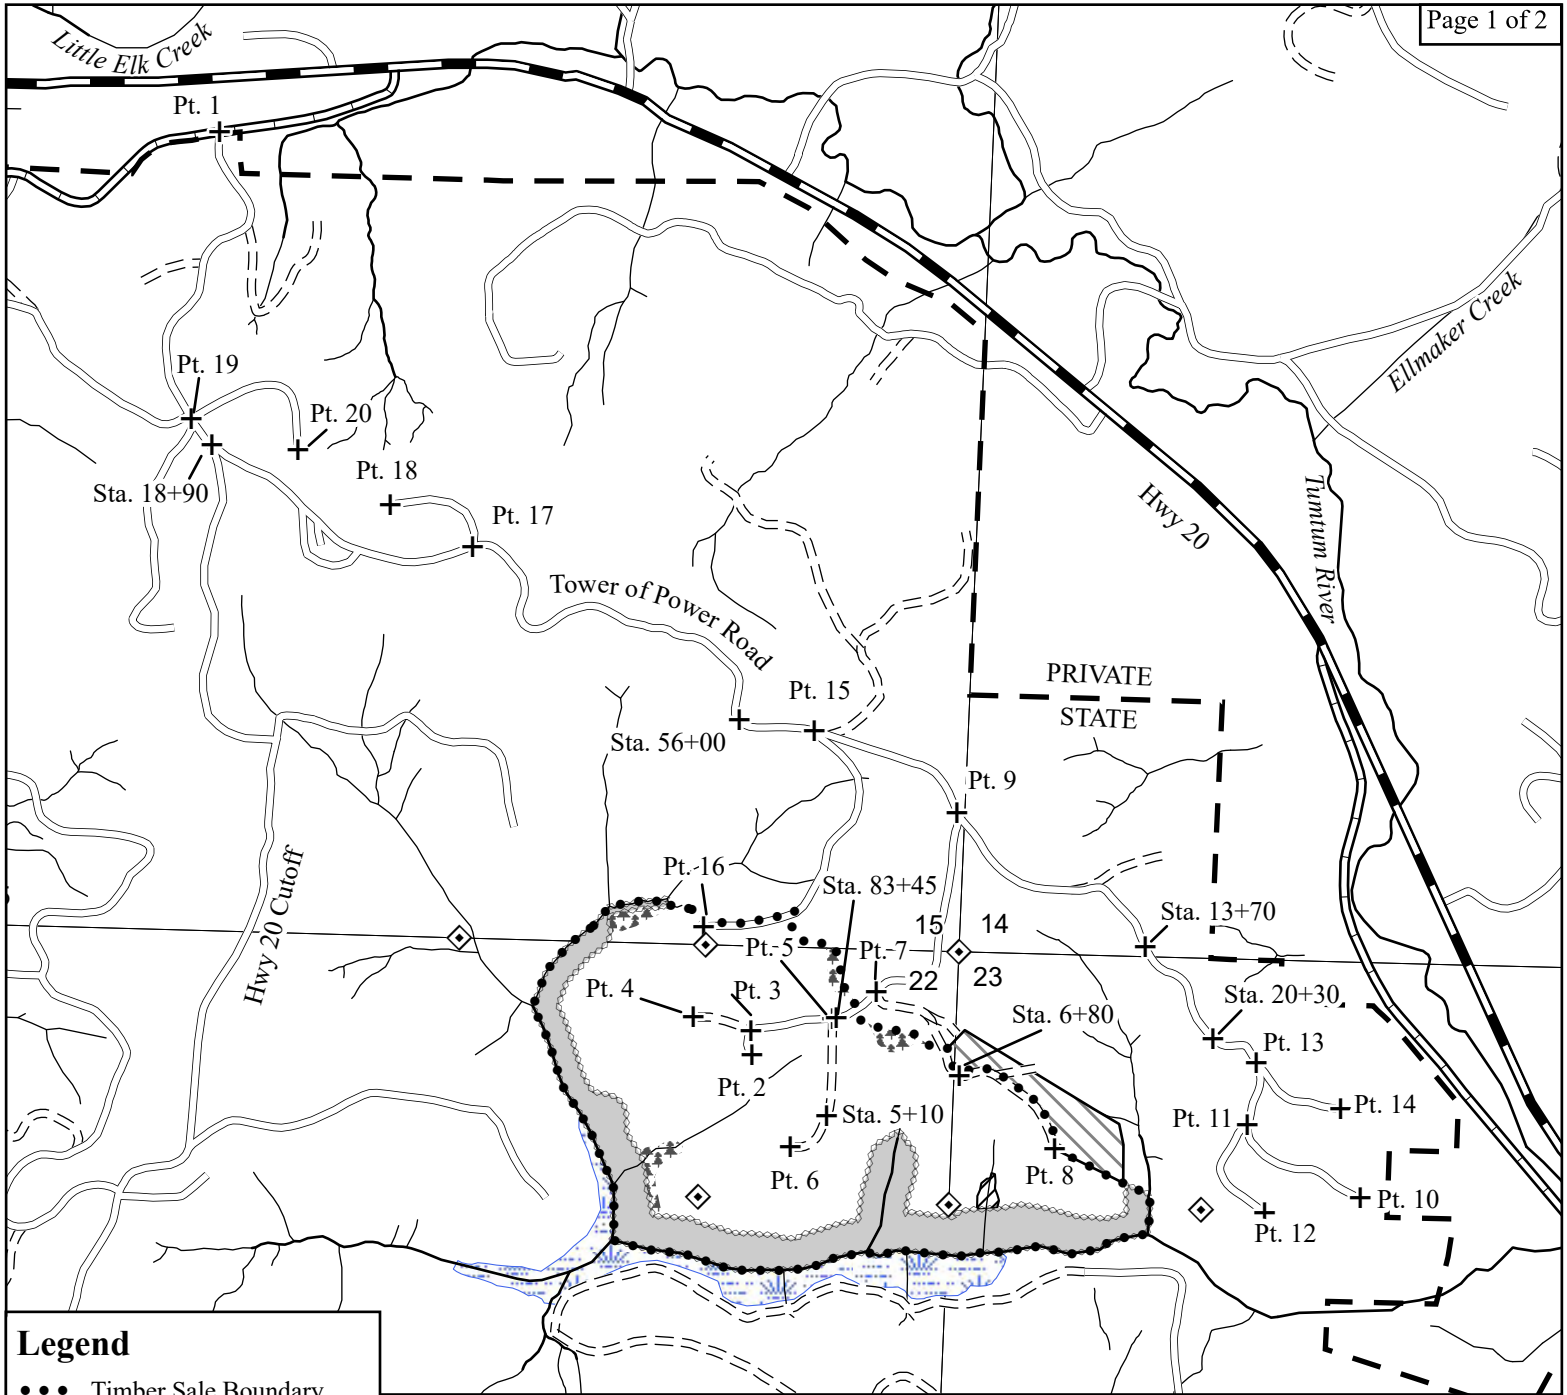 Page 1 of 2
Little Elk Creek
Pt. 1
Ellmaker Creek
Pt. 19
Pt. 20
Pt. 18
Sta. 18+90
Pt. 17
Hwy 20
Tumtum River
Tower of Power Road
PRIVATE
STATE
Pt. 15
Sta. 56+00
Pt. 9
Pt. 16
Sta. 83+45
Hwy 20 Cutoff
15
14
Sta. 13+70
Pt. 5
Pt. 7
22
23
Pt. 4
Pt. 3
Sta. 20+30
Sta. 6+80
Pt. 13
Pt. 2
Sta. 5+10
Pt. 11
Pt. 14
Pt. 6
Pt. 8
Pt. 10
Pt. 12
Legend
Timber Sale Boundary